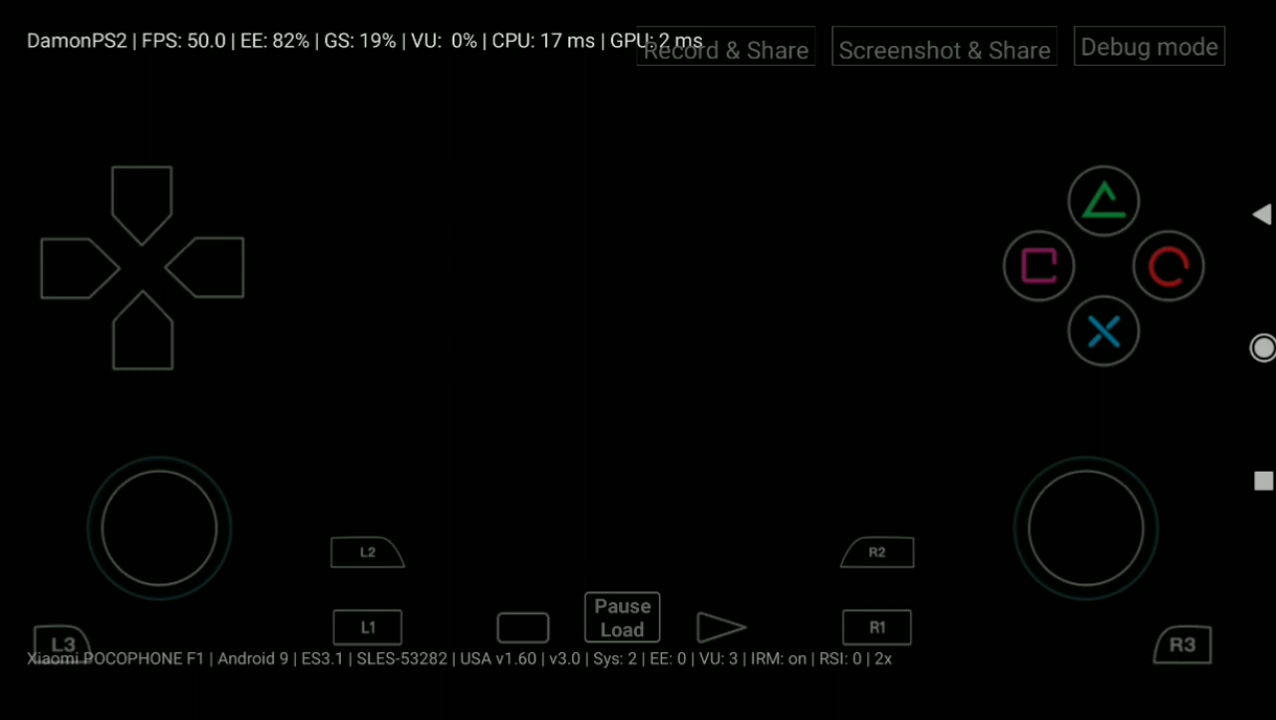 DamonPS2 | FPS: 50.0 | EE: 82% | GS: 19% | VU: 0% | CPU: 17 ms | GPU: 2 ms
Record & Share
Screenshot & Share
Debug mode
L2
R2
Pause
Load
L1
R1
L3
R3
Xiaomi POCOPHONE F1 | Android 9 | ES3.1 | SLES-53282 | USA v1.60 | v3.0 | Sys: 2 | EE: 0 | VU: 3 | IRM: on | RSI: 0 | 2x